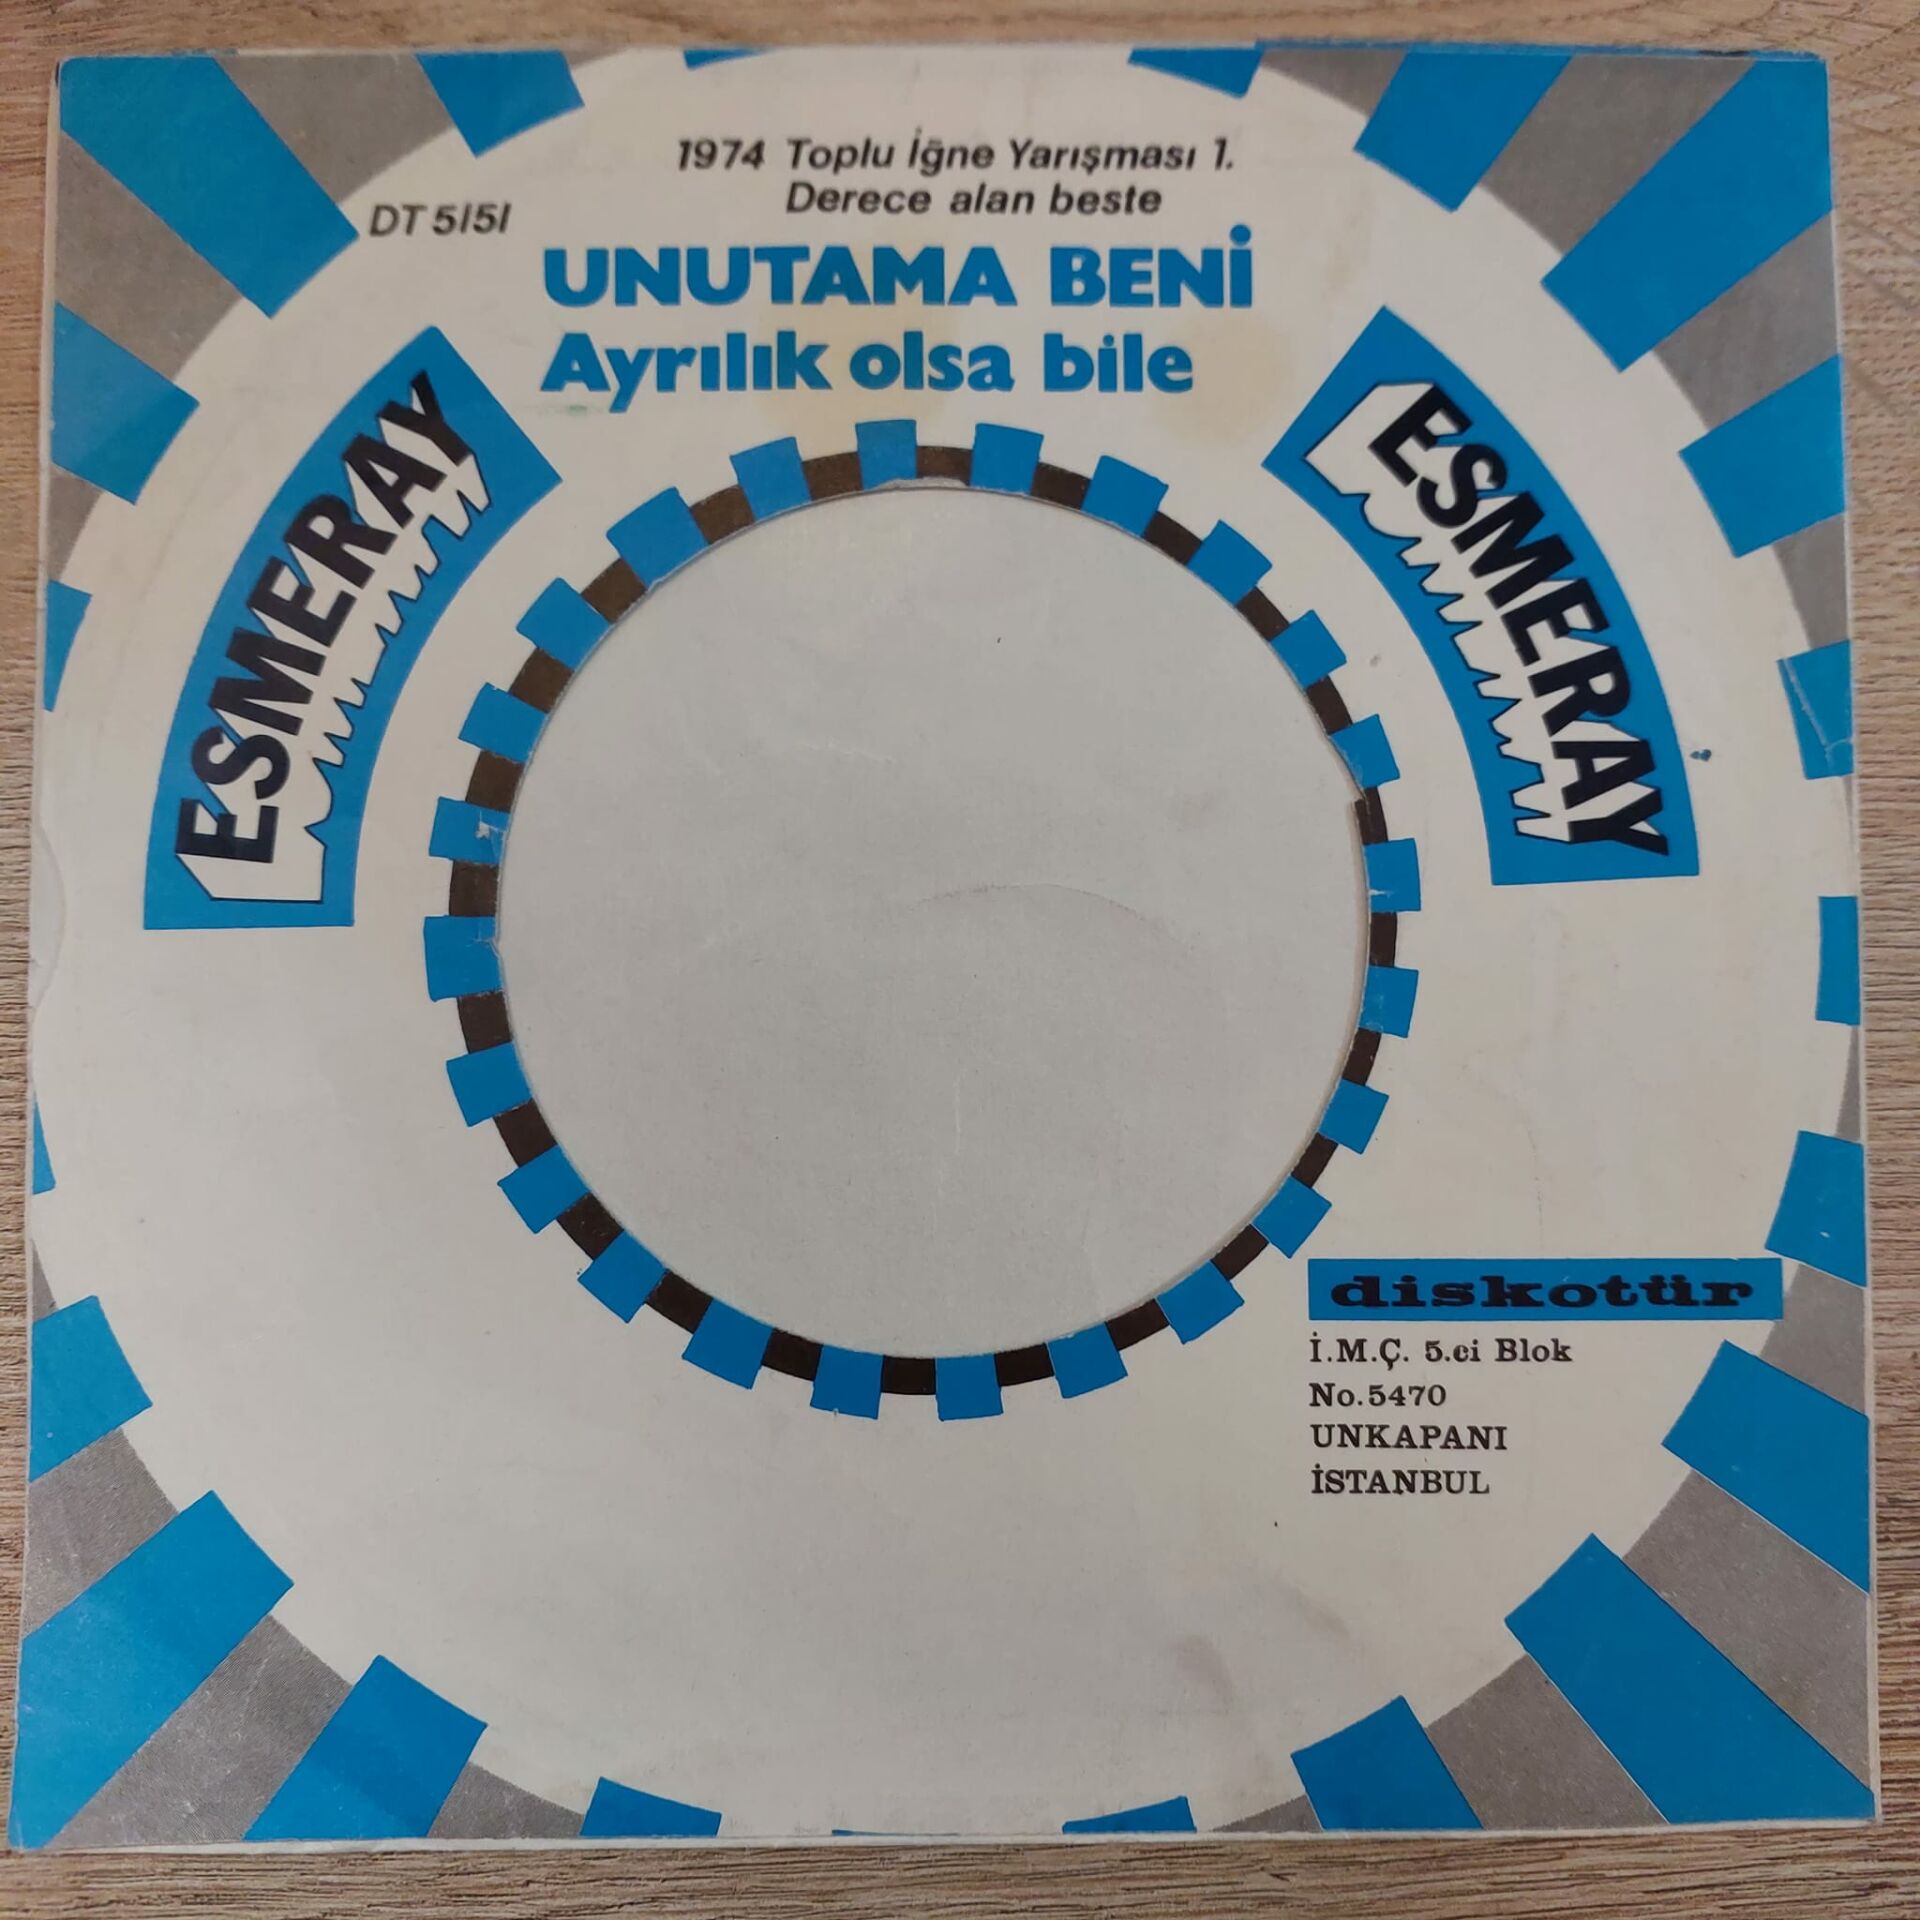 1974 Toplu İğne Yarışması 1.
Derece alan beste
DT 5151
UNUTAMA BENİ
Ayrılık olsa bile
ESMERAY
ESMERAY
diskotür
İ.M.Ç. 5.ci Blok
No.5470
UNKAPANI
İSTANBUL